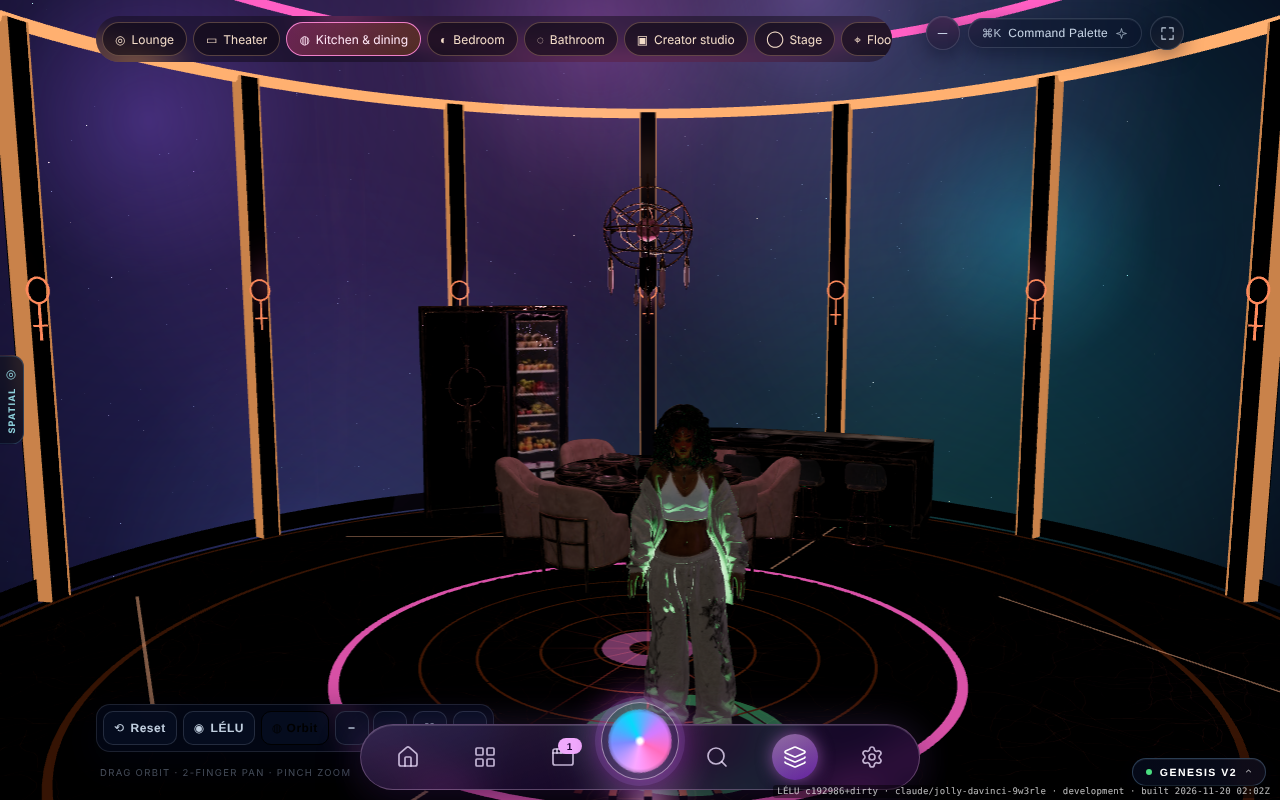 Lounge
Theater
Kitchen & dining
Bedroom
Bathroom
Creator studio
Stage
Floo
⌘K Command Palette
SPATIAL
Reset
LÉLU
Orbit
1
DRAG ORBIT · 2-FINGER PAN · PINCH ZOOM
GENESIS V2
LÉLU c192986+dirty · claude/jolly-davinci-9w3rle · development · built 2026-11-20 02:02Z